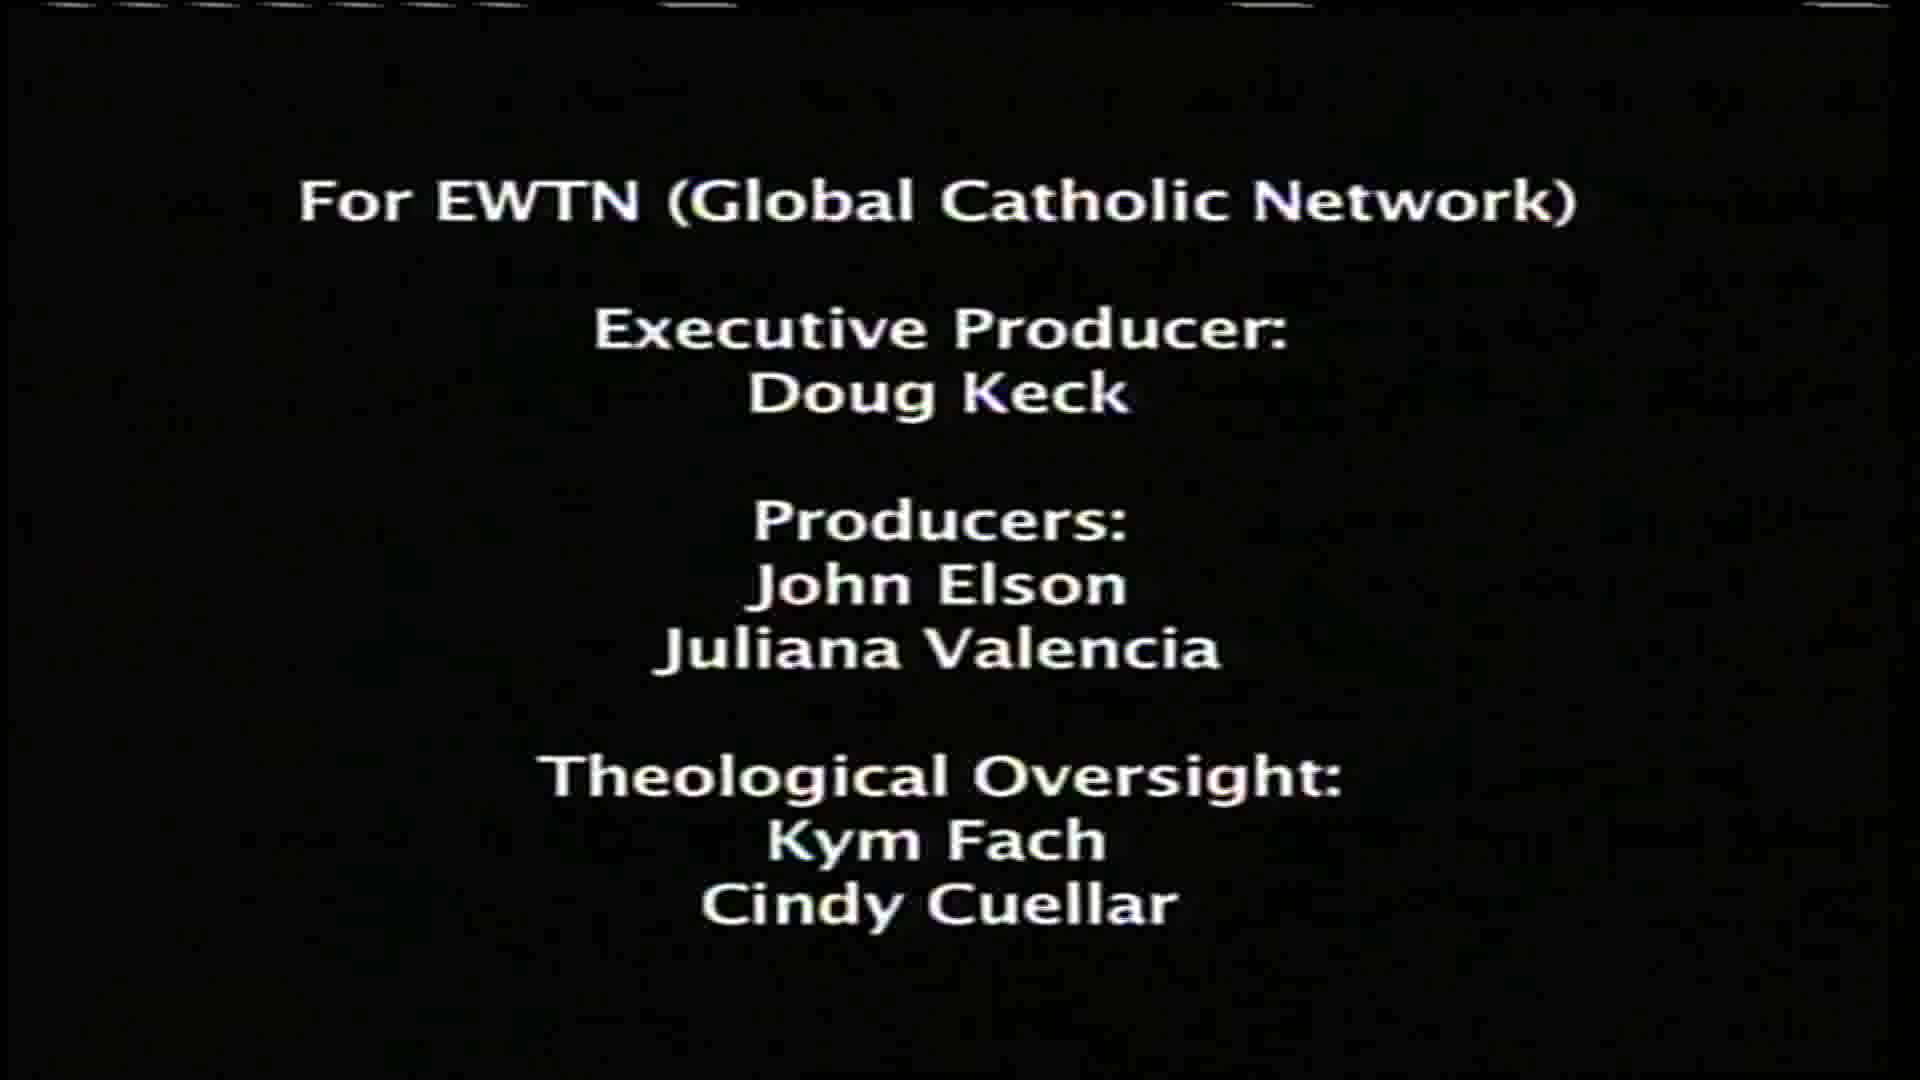 For EWTN (Global Catholic Network)
Executive Producer:
Doug Keck
Producers:
John Elson
Juliana Valencia
Theological Oversight:
Kym Fach
Cindy Cuellar